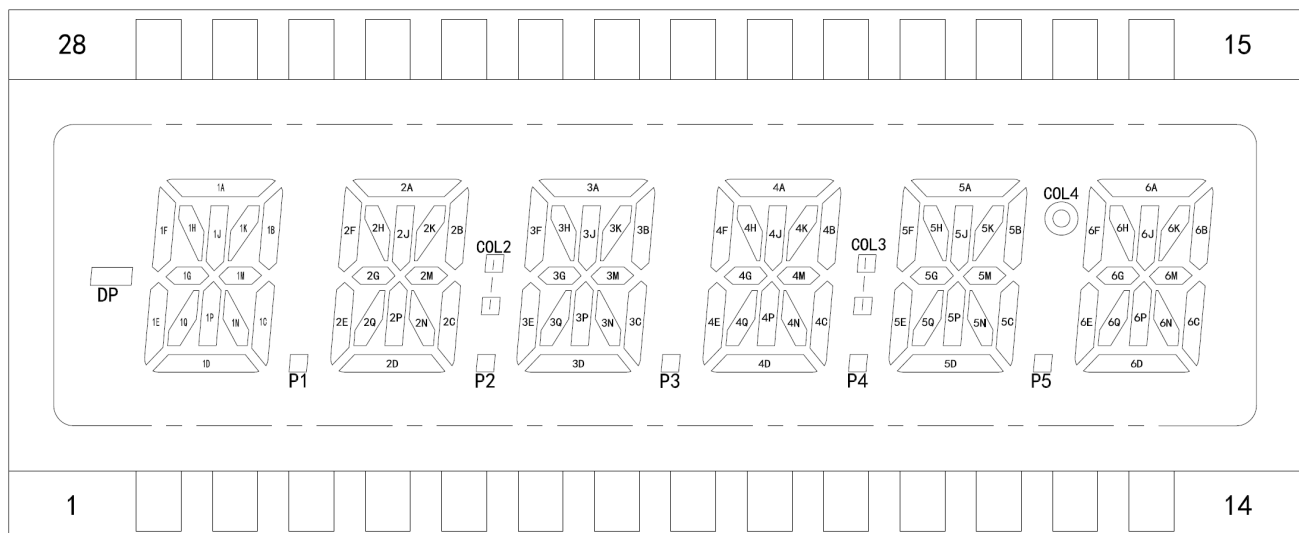 28 15
1A 2A 3A 4A 5A 6A
COL4
1F 1H 1J 1K 1B 2F 2H 2J 2K 2B 3F 3H 3J 3K 3B 4F 4H 4J 4K 4B 5F 5H 5J 5K 5B 6F 6H 6J 6K 6B
COL2 COL3
1G 1M 2G 2M 3G 3M 4G 4M 5G 5M 6G 6M
DP
1E 1Q 1P 1N 1C 2E 2Q 2P 2N 2C 3E 3Q 3P 3N 3C 4E 4Q 4P 4N 4C 5E 5Q 5P 5N 5C 6E 6Q 6P 6N 6C
1D 2D 3D 4D 5D 6D
P1 P2 P3 P4 P5
1 14